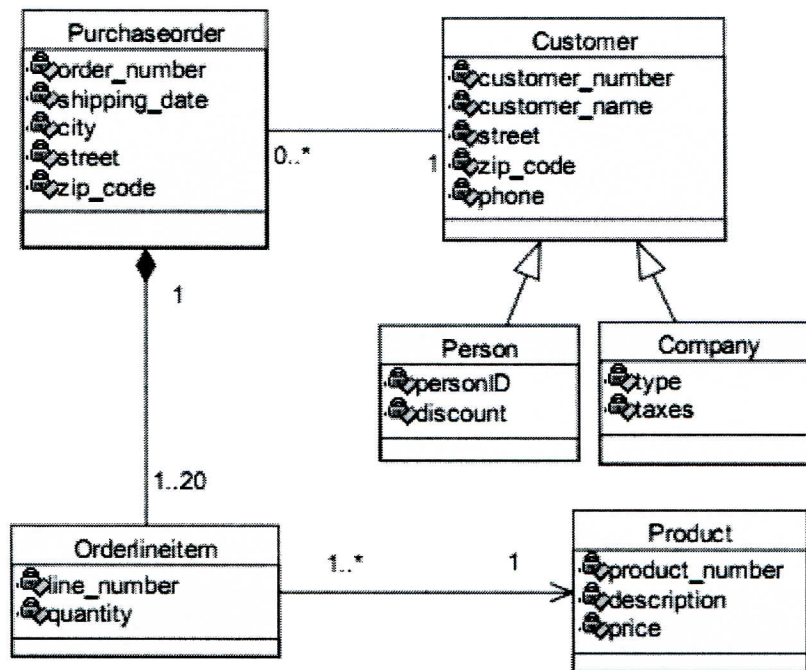 Purchaseorder
order_number
shipping_date
city
street
zip_code
Customer
customer_number
customer_name
street
zip_code
phone
0..*
1
1
1..20
Person
personID
discount
Company
type
taxes
Orderlineitem
line_number
quantity
1..*
1
Product
product_number
description
price